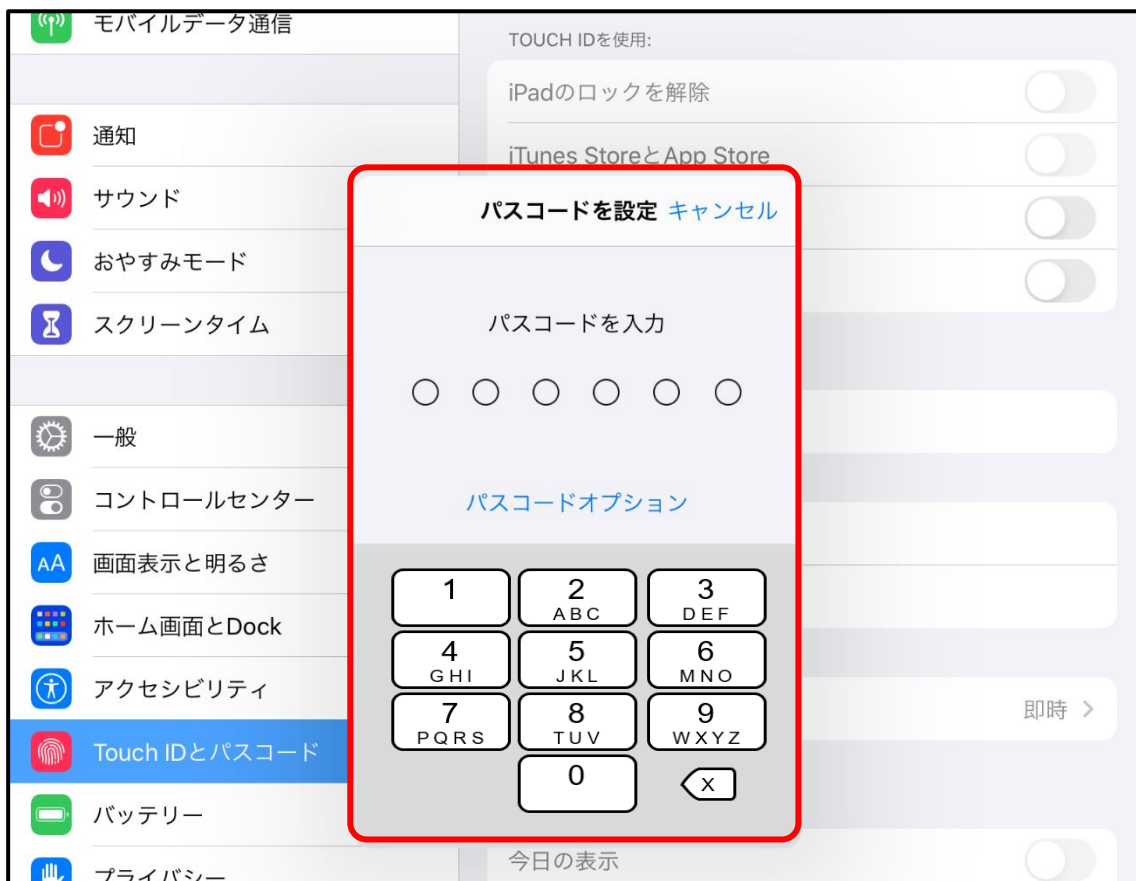 モバイルデータ通信
通知
サウンド
おやすみモード
スクリーンタイム
一般
コントロールセンター
AA
画面表示と明るさ
ホーム画面とDock
アクセシビリティ
Touch IDとパスコード
バッテリー
プライバシー
TOUCH IDを使用:
iPadのロックを解除
iTunes StoreとApp Store
パスコードを設定 キャンセル
パスコードを入力
パスコードオプション
1 2 3
ABC DEF
4 5 6
GHI JKL MNO
7 8 9
PQRS TUV WXYZ
0 X
即時
今日の表示